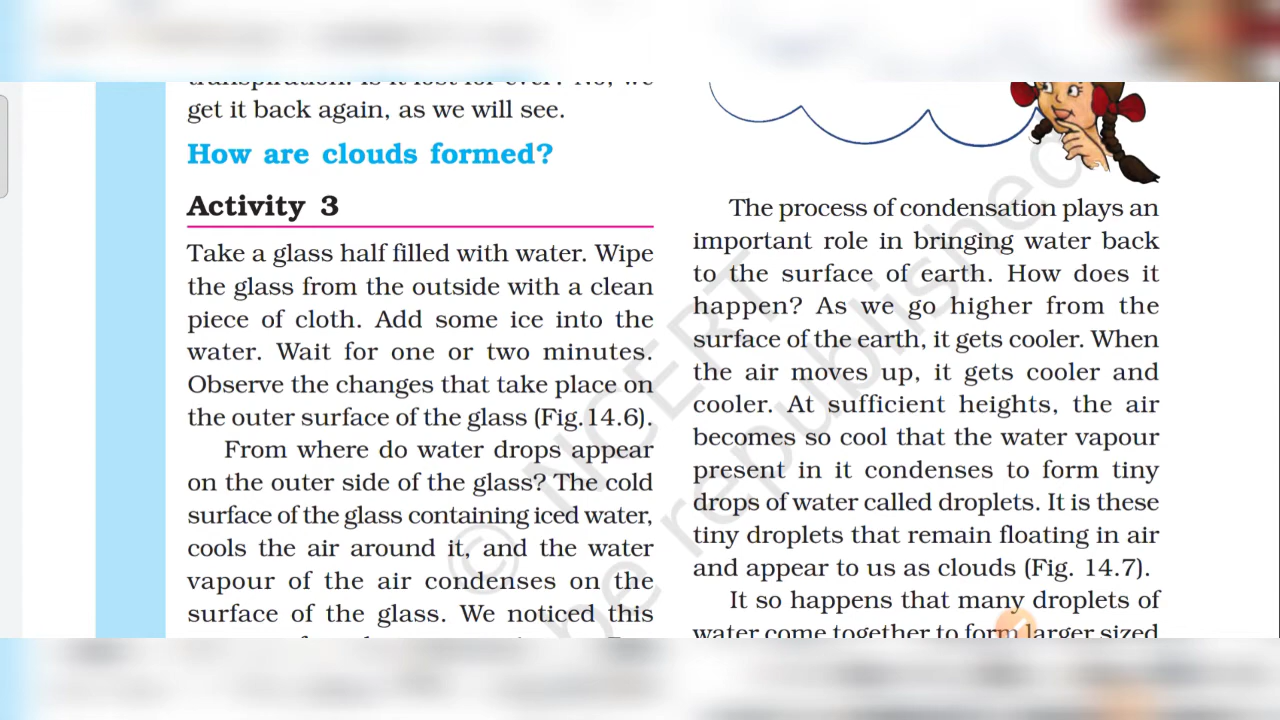 get it back again, as we will see.
How are clouds formed?
Activity 3
Take a glass half filled with water. Wipe
the glass from the outside with a clean
piece of cloth. Add some ice into the
water. Wait for one or two minutes.
Observe the changes that take place on
the outer surface of the glass (Fig.14.6).
From where do water drops appear
on the outer side of the glass? The cold
surface of the glass containing iced water,
cools the air around it, and the water
vapour of the air condenses on the
surface of the glass. We noticed this
The process of condensation plays an
important role in bringing water back
to the surface of earth. How does it
happen? As we go higher from the
surface of the earth, it gets cooler. When
the air moves up, it gets cooler and
cooler. At sufficient heights, the air
becomes so cool that the water vapour
present in it condenses to form tiny
drops of water called droplets. It is these
tiny droplets that remain floating in air
and appear to us as clouds (Fig. 14.7).
It so happens that many droplets of
water come together to form larger sized
© NCERT
be republished